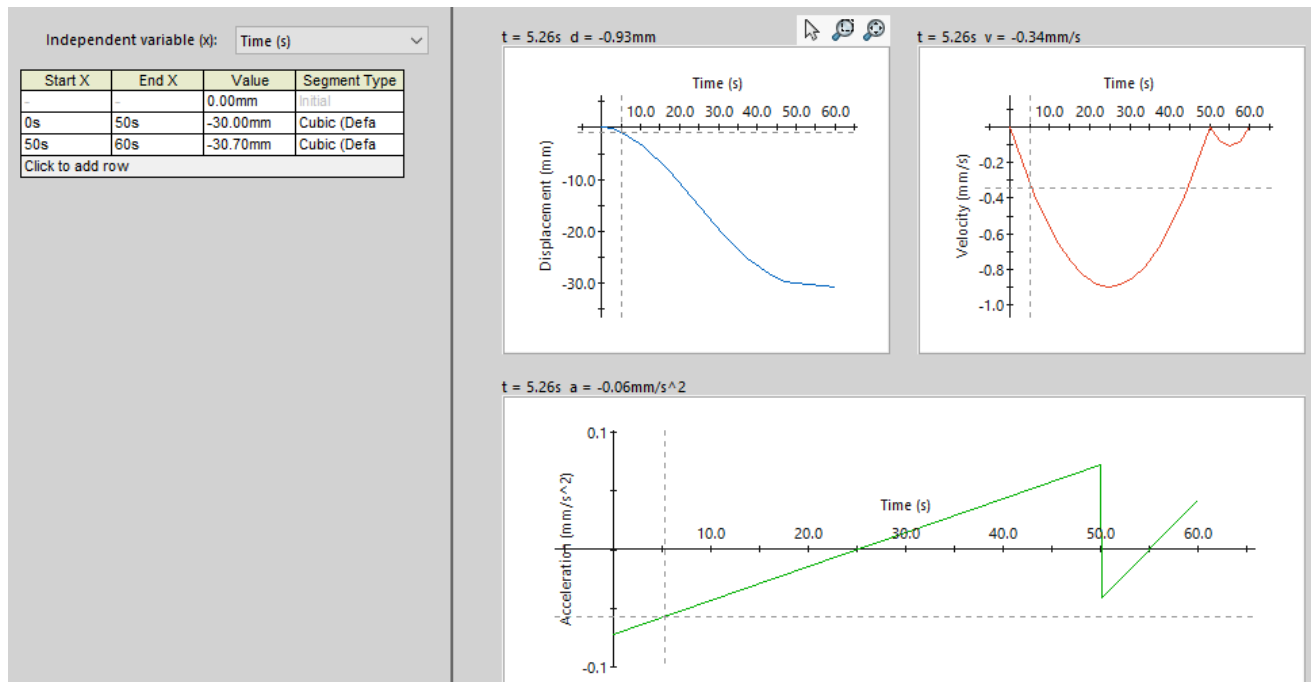 Independent variable (x): Time (s)
Start X End X Value Segment Type
- - 0.00mm Initial
0s 50s -30.00mm Cubic (Defa
50s 60s -30.70mm Cubic (Defa
Click to add row
t = 5.26s d = -0.93mm
Time (s)
10.0 20.0 30.0 40.0 50.0 60.0
Displacement (mm)
-10.0
-20.0
-30.0
t = 5.26s v = -0.34mm/s
Time (s)
10.0 20.0 30.0 40.0 50.0 60.0
Velocity (mm/s)
-0.2
-0.4
-0.6
-0.8
-1.0
t = 5.26s a = -0.06mm/s^2
0.1
Acceleration (mm/s^2)
Time (s)
10.0 20.0 30.0 40.0 50.0 60.0
-0.1